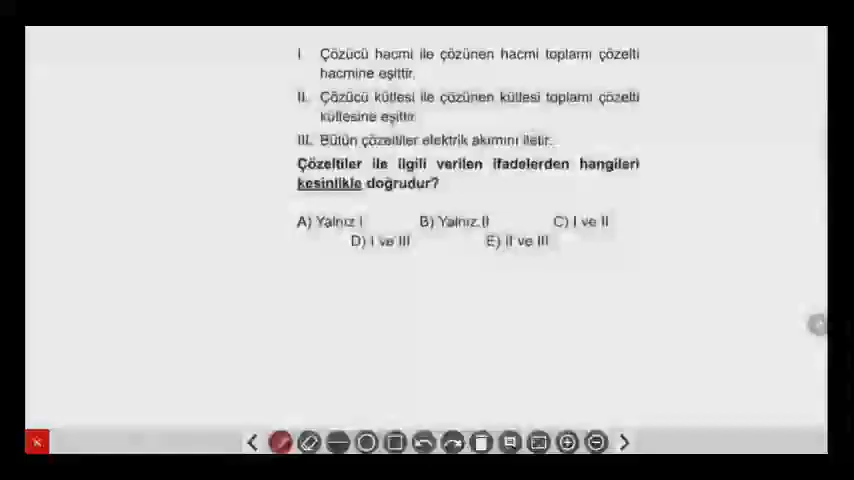 I. Çözücü hacmi ile çözünen hacmi toplamı çözelti
hacmine eşittir.
II. Çözücü kütlesi ile çözünen kütlesi toplamı çözelti
kütlesine eşittir.
III. Bütün çözeltiler elektrik akımını iletir.
Çözeltiler ile ilgili verilen ifadelerden hangileri
kesinlikle doğrudur?
A) Yalnız I B) Yalnız II C) I ve II
D) I ve III E) II ve III